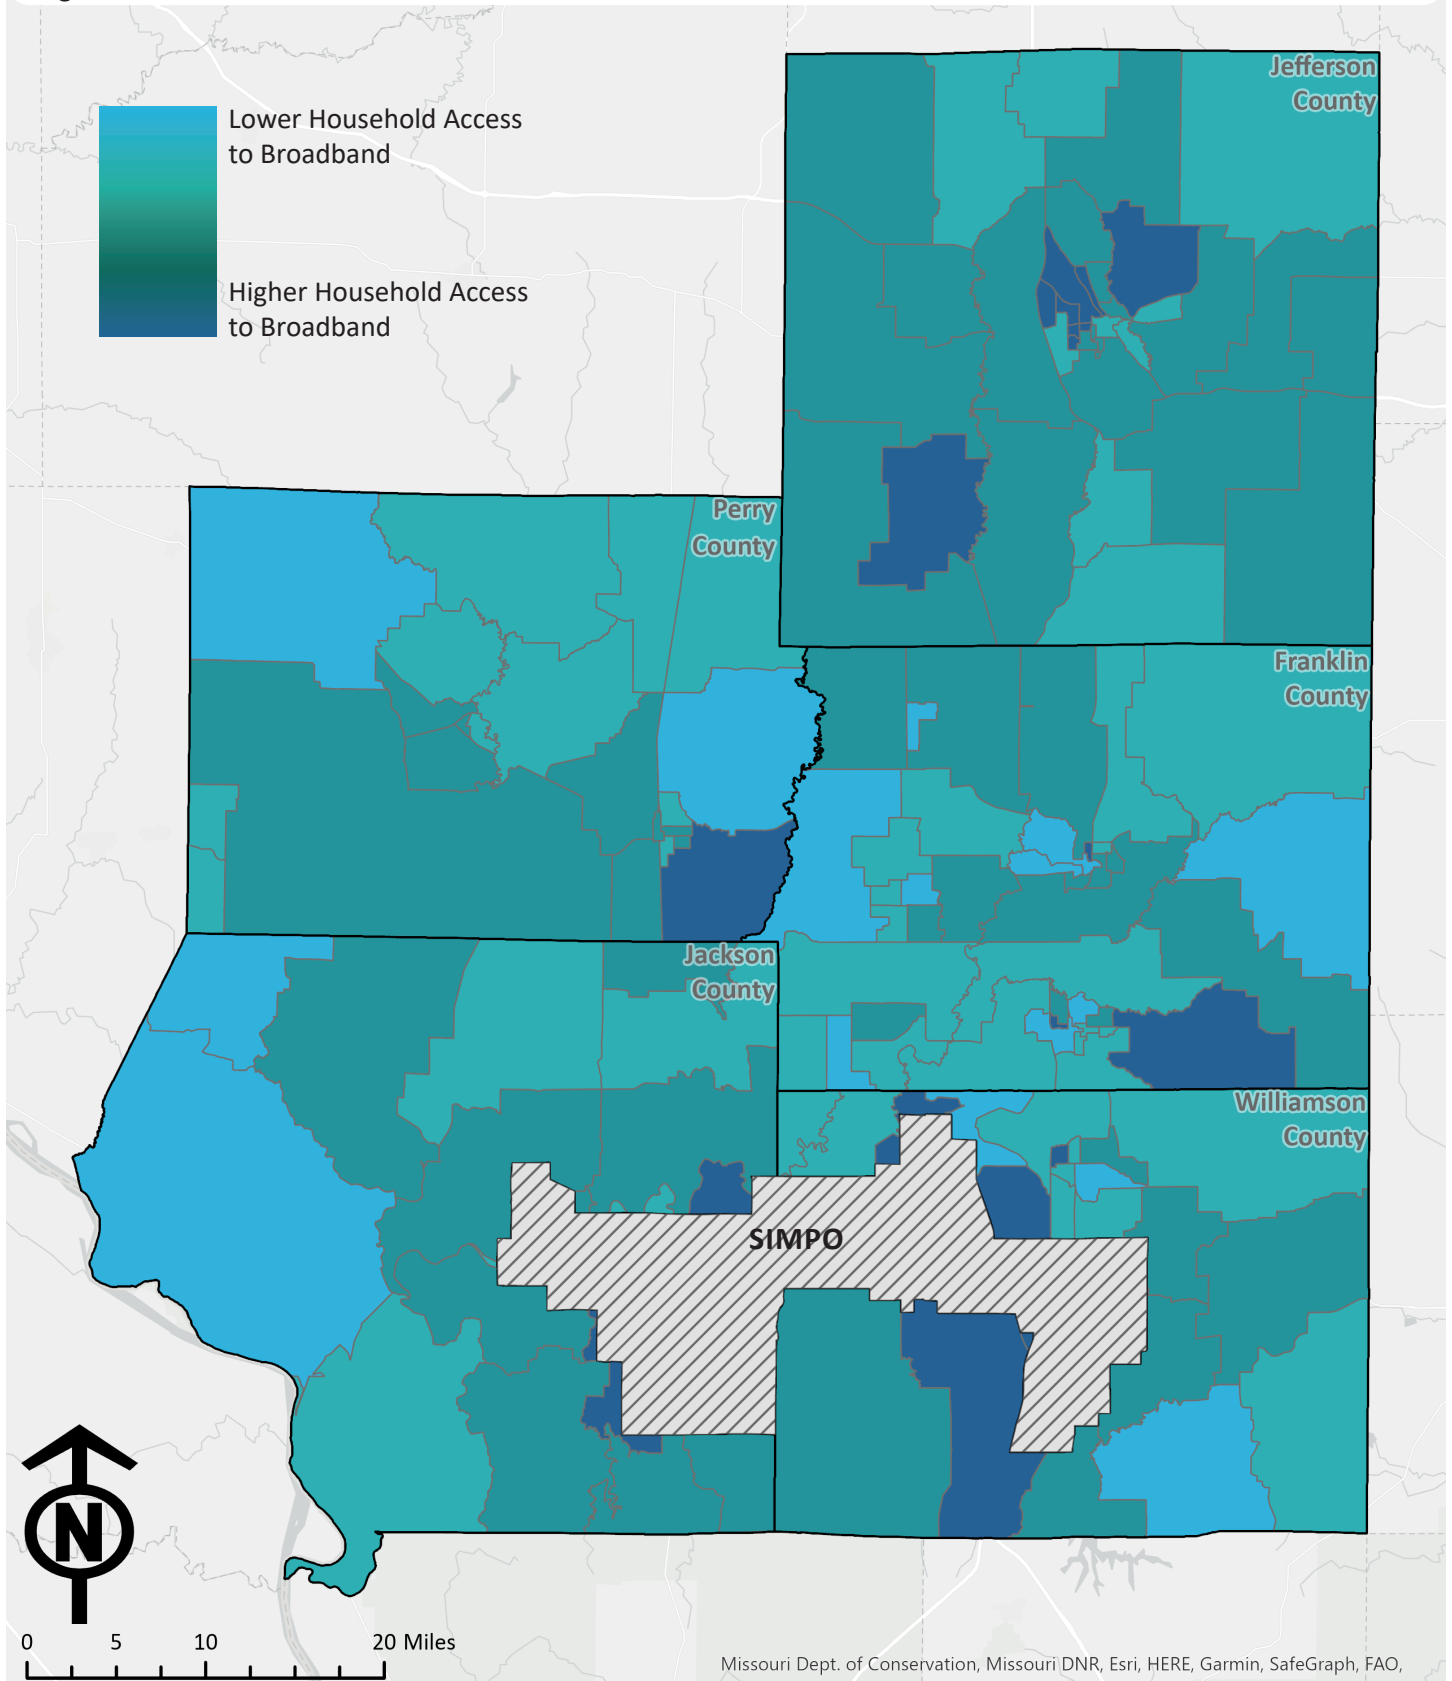 Lower Household Access
to Broadband
Higher Household Access
to Broadband
Jefferson
County
Perry
County
Franklin
County
Jackson
County
Williamson
County
SIMPO
N
0 5 10 20 Miles
Missouri Dept. of Conservation, Missouri DNR, Esri, HERE, Garmin, SafeGraph, FAO,